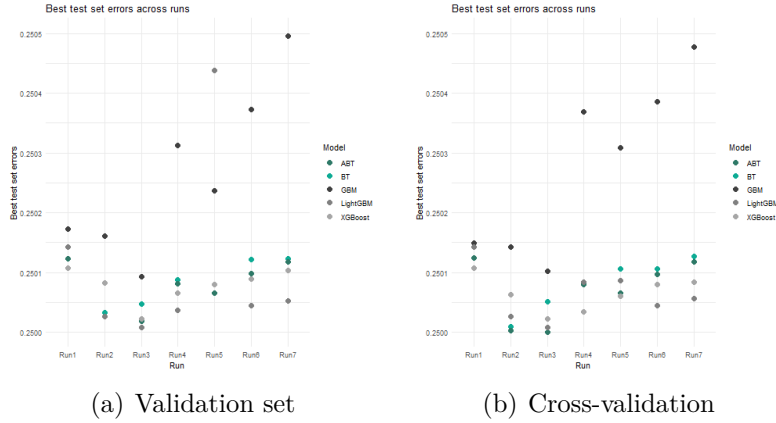 Best test set errors across runs
Best test set errors
0.2506
0.2504
0.2503
0.2502
0.2501
0.2500
Run1 Run2 Run3 Run4 Run5 Run6 Run7
Run
Model
ABT
BT
GBM
LightGBM
XGBoost
(a) Validation set
Best test set errors across runs
Best test set errors
0.2506
0.2504
0.2503
0.2502
0.2501
0.2500
Run1 Run2 Run3 Run4 Run5 Run6 Run7
Run
Model
ABT
BT
GBM
LightGBM
XGBoost
(b) Cross-validation